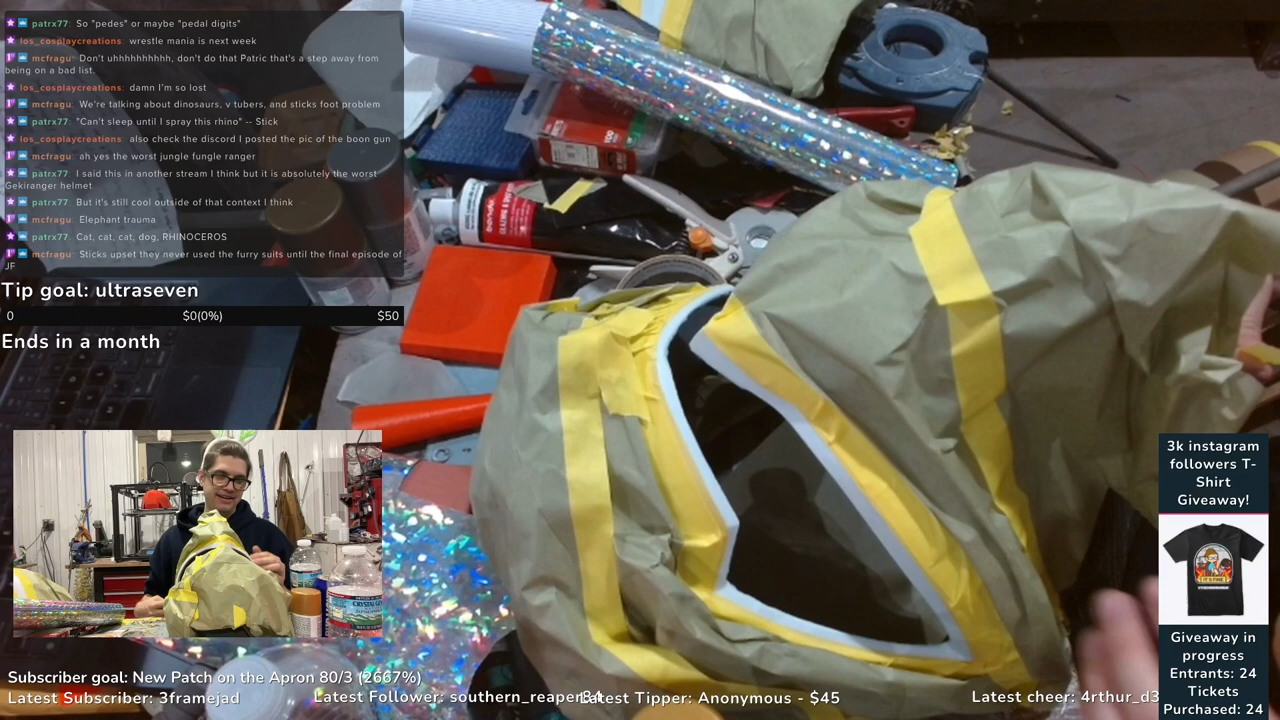 patrx77: So "pedes" or maybe "pedal digits"
los_cosplaycreations: wrestle mania is next week
mcfragu: Don't uhhhhhhhhhh, don't do that Patric that's a step away from
being on a bad list.
los_cosplaycreations: damn I'm so lost
mcfragu: We're talking about dinosaurs, v tubers, and sticks foot problem
patrx77: "Can't sleep until I spray this rhino" -- Stick
los_cosplaycreations: also check the discord I posted the pic of the boon gun
mcfragu: ah yes the worst jungle fungle ranger
patrx77: I said this in another stream I think but it is absolutely the worst
Gekiranger helmet
patrx77: But it's still cool outside of that context I think
mcfragu: Elephant trauma
patrx77: Cat, cat, cat, dog, RHINOCEROS
mcfragu: Sticks upset they never used the furry suits until the final episode of
JF
Tip goal: ultraseven
0 $0(0%) $50
Ends in a month
3k instagram
followers T-
Shirt
Giveaway!
Giveaway in
progress
Entrants: 24
Tickets
Purchased: 24
Subscriber goal: New Patch on the Apron 80/3 (2667%)
Latest Subscriber: 3framejad
Latest Follower: southern_reaper84
Latest Tipper: Anonymous - $45
Latest cheer: 4rthur_d3